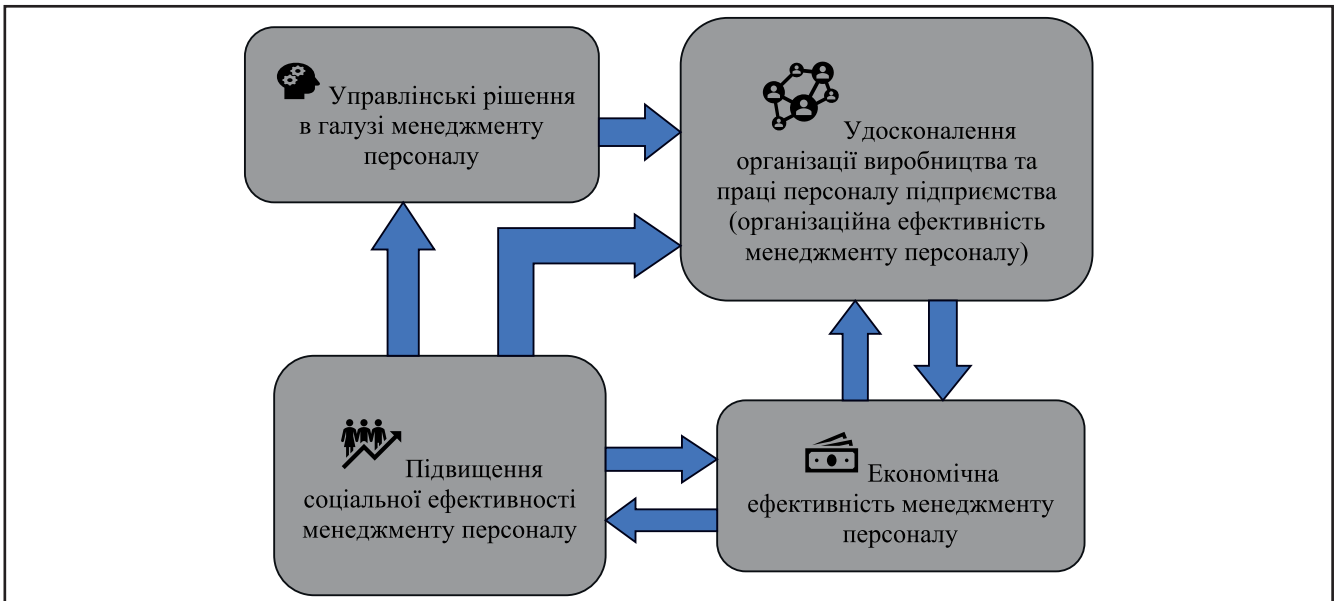 Управлінські рішення
в галузі менеджменту
персоналу
Удосконалення
організації виробництва та
праці персоналу підприємства
(організаційна ефективність
менеджменту персоналу)
Підвищення
соціальної ефективності
менеджменту персоналу
Економічна
ефективність менеджменту
персоналу